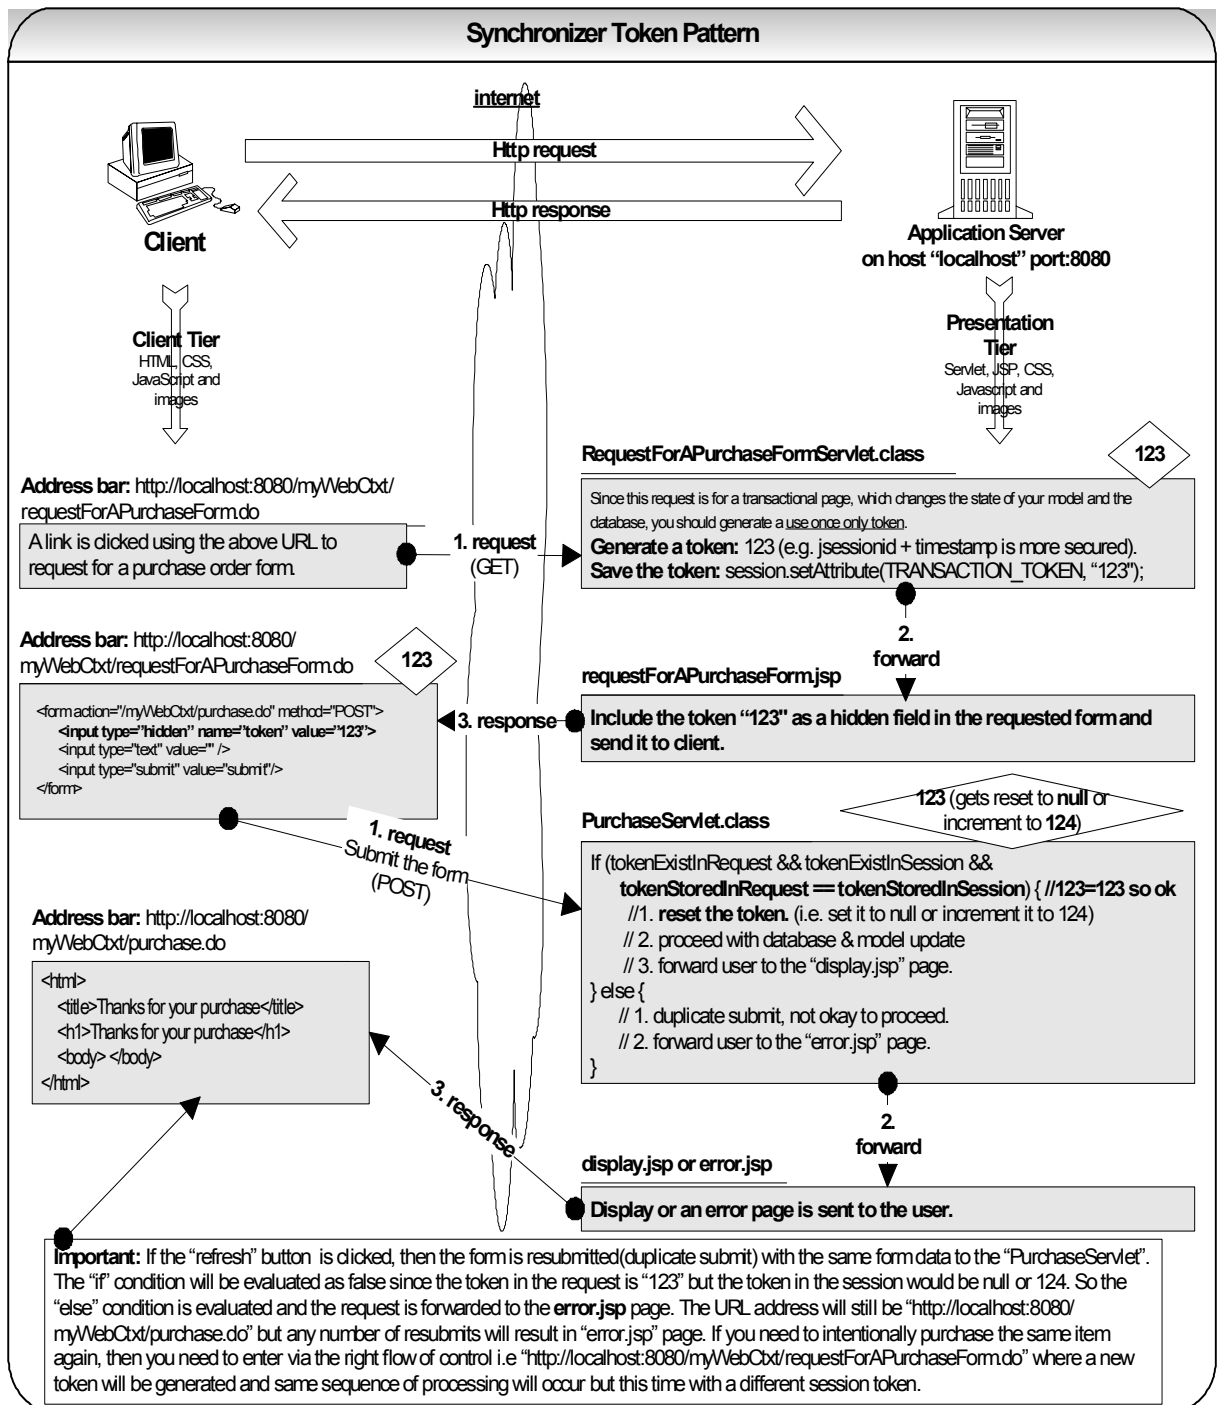 Synchronizer Token Pattern
internet
Http request
Http response
Client
Application Server
on host “localhost” port:8080
Client Tier
HTML, CSS,
JavaScript and
images
Presentation
Tier
Servlet, JSP, CSS,
Javascript and
images
RequestForAPurchaseFormServlet.class
123
Address bar: http://localhost:8080/myWebCtxt/
requestForAPurchaseForm.do
A link is clicked using the above URL to
request for a purchase order form.
1. request
(GET)
Since this request is for a transactional page, which changes the state of your model and the
database, you should generate a use once only token.
Generate a token: 123 (e.g. jsessionid + timestamp is more secured).
Save the token: session.setAttribute(TRANSACTION_TOKEN, “123”);
2.
forward
Address bar: http://localhost:8080/
myWebCtxt/requestForAPurchaseForm.do
123
requestForAPurchaseForm.jsp
<form action="/myWebCtxt/purchase.do" method="POST">
<input type="hidden" name="token" value="123">
<input type="text" value="" />
<input type="submit" value="submit"/>
</form>
3. response
Include the token “123" as a hidden field in the requested form and
send it to client.
123 (gets reset to null or
increment to 124)
PurchaseServlet.class
1. request
Submit the form
(POST)
If (tokenExistInRequest && tokenExistInSession &&
tokenStoredInRequest == tokenStoredInSession) { //123=123 so ok
//1. reset the token. (i.e. set it to null or increment it to 124)
// 2. proceed with database & model update
// 3. forward user to the “display.jsp” page.
} else {
// 1. duplicate submit, not okay to proceed.
// 2. forward user to the “error.jsp” page.
}
Address bar: http://localhost:8080/
myWebCtxt/purchase.do
<html>
<title>Thanks for your purchase</title>
<h1>Thanks for your purchase</h1>
<body> </body>
</html>
3. response
2.
forward
display.jsp or error.jsp
Display or an error page is sent to the user.
Important: If the “refresh” button is clicked, then the form is resubmitted(duplicate submit) with the same form data to the “PurchaseServlet”.
The “if” condition will be evaluated as false since the token in the request is “123” but the token in the session would be null or 124. So the
“else” condition is evaluated and the request is forwarded to the error.jsp page. The URL address will still be “http://localhost:8080/
myWebCtxt/purchase.do” but any number of resubmits will result in “error.jsp” page. If you need to intentionally purchase the same item
again, then you need to enter via the right flow of control i.e “http://localhost:8080/myWebCtxt/requestForAPurchaseForm.do” where a new
token will be generated and same sequence of processing will occur but this time with a different session token.